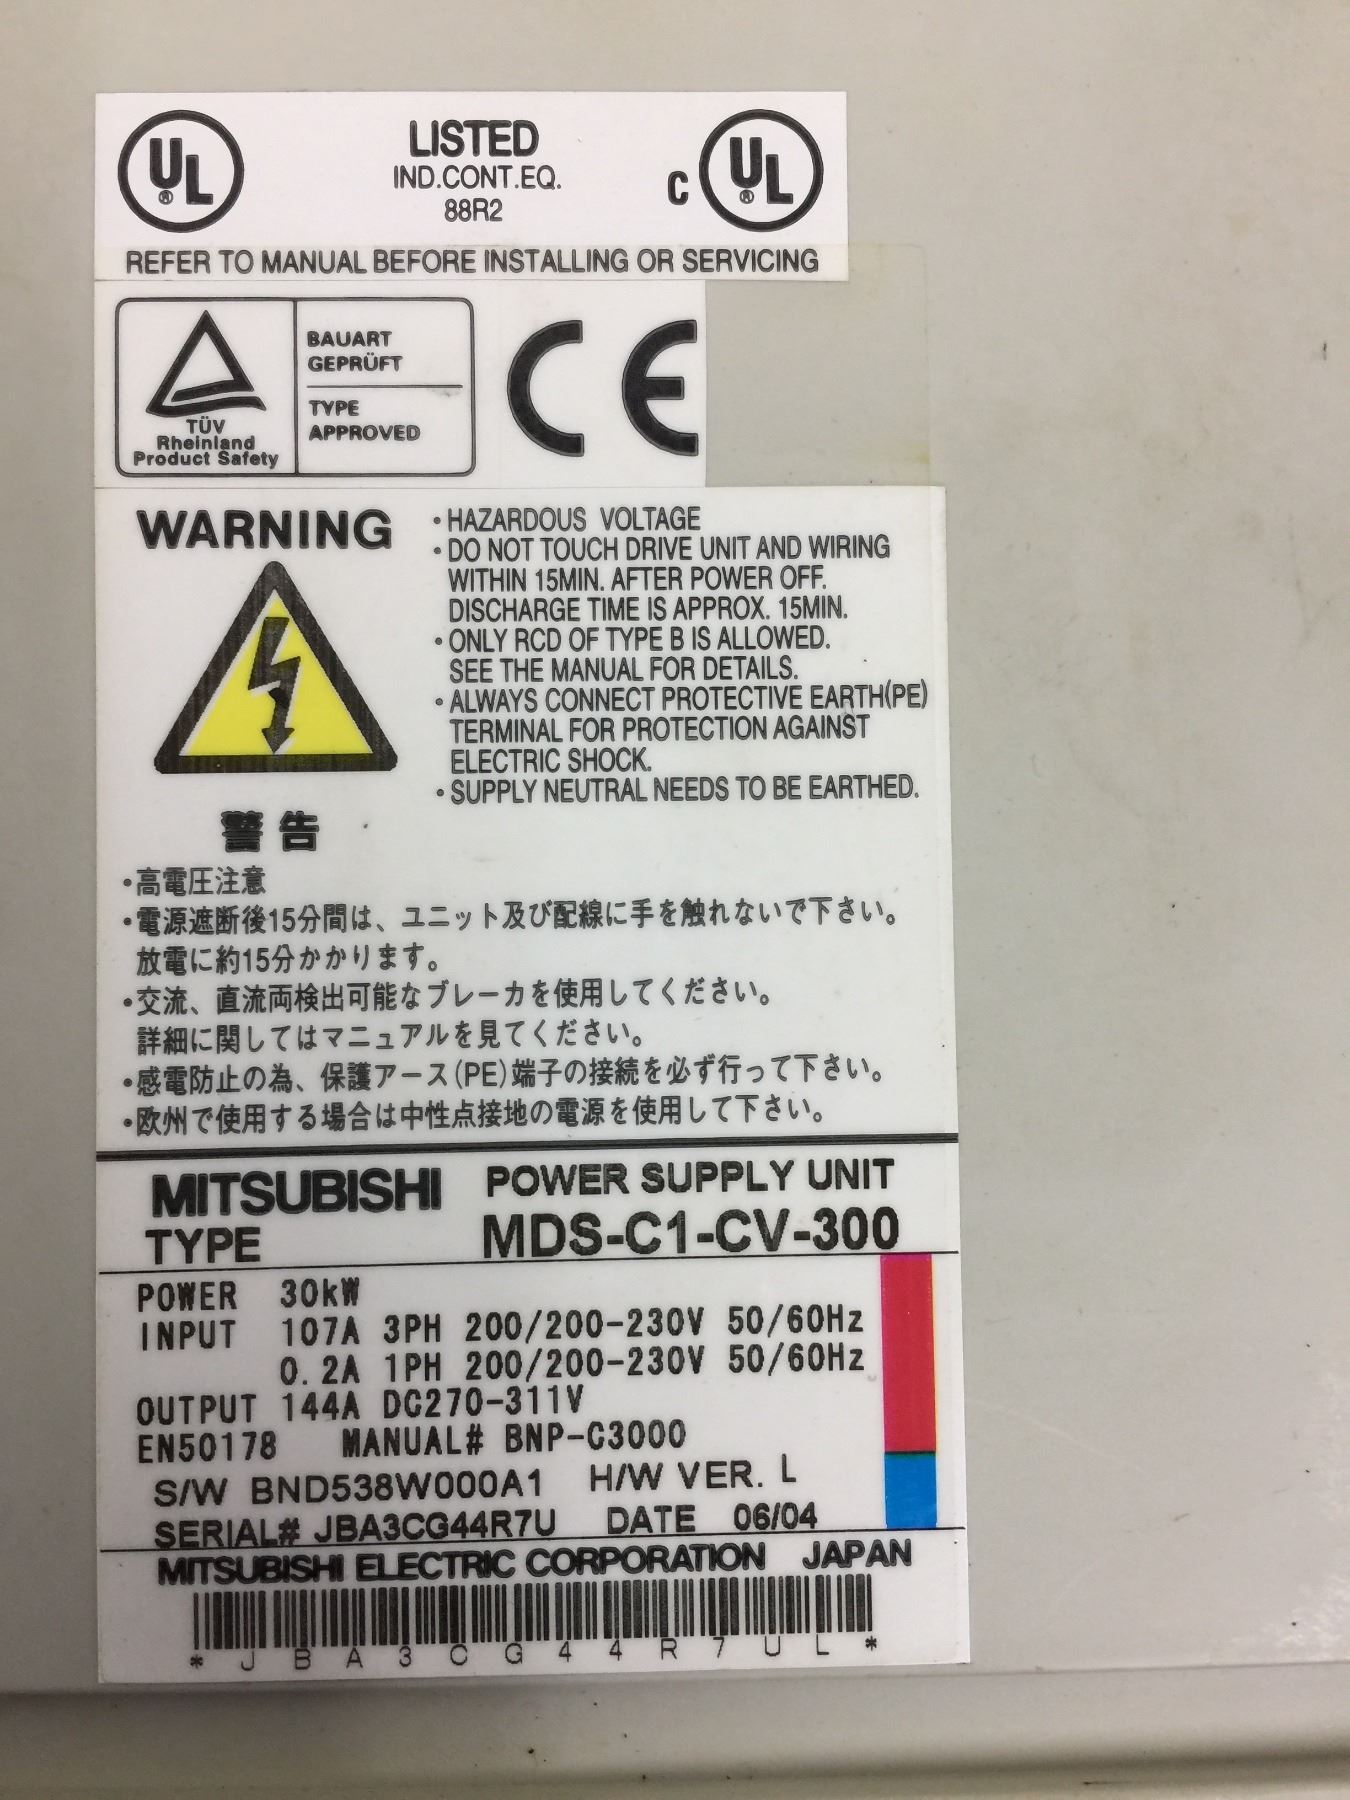 UL® LISTED C UL®
IND.CONT.EQ.
88R2
REFER TO MANUAL BEFORE INSTALLING OR SERVICING
TÜV
Rheinland
Product Safety
BAUART
GEPRÜFT
TYPE
APPROVED
CE
WARNING
・HAZARDOUS VOLTAGE
・DO NOT TOUCH DRIVE UNIT AND WIRING
WITHIN 15MIN. AFTER POWER OFF.
DISCHARGE TIME IS APPROX. 15MIN.
・ONLY RCD OF TYPE B IS ALLOWED.
SEE THE MANUAL FOR DETAILS.
・ALWAYS CONNECT PROTECTIVE EARTH(PE)
TERMINAL FOR PROTECTION AGAINST
ELECTRIC SHOCK.
・SUPPLY NEUTRAL NEEDS TO BE EARTHED.
警告
・高電圧注意
・電源遮断後15分間は、ユニット及び配線に手を触れないで下さい。
放電に約15分かかります。
・交流、直流両検出可能なブレーカを使用してください。
詳細に関してはマニュアルを見てください。
・感電防止の為、保護アース(PE)端子の接続を必ず行って下さい。
・欧州で使用する場合は中性点接地の電源を使用して下さい。
MITSUBISHI POWER SUPPLY UNIT
TYPE MDS-C1-CV-300
POWER 30kW
INPUT 107A 3PH 200/200-230V 50/60Hz
0.2A 1PH 200/200-230V 50/60Hz
OUTPUT 144A DC270-311V
EN50178 MANUAL# BNP-C3000
S/W BND538W000A1 H/W VER. L
SERIAL# JBA3CG44R7U DATE 06/04
MITSUBISHI ELECTRIC CORPORATION JAPAN
* J B A 3 C G 4 4 R 7 U L *